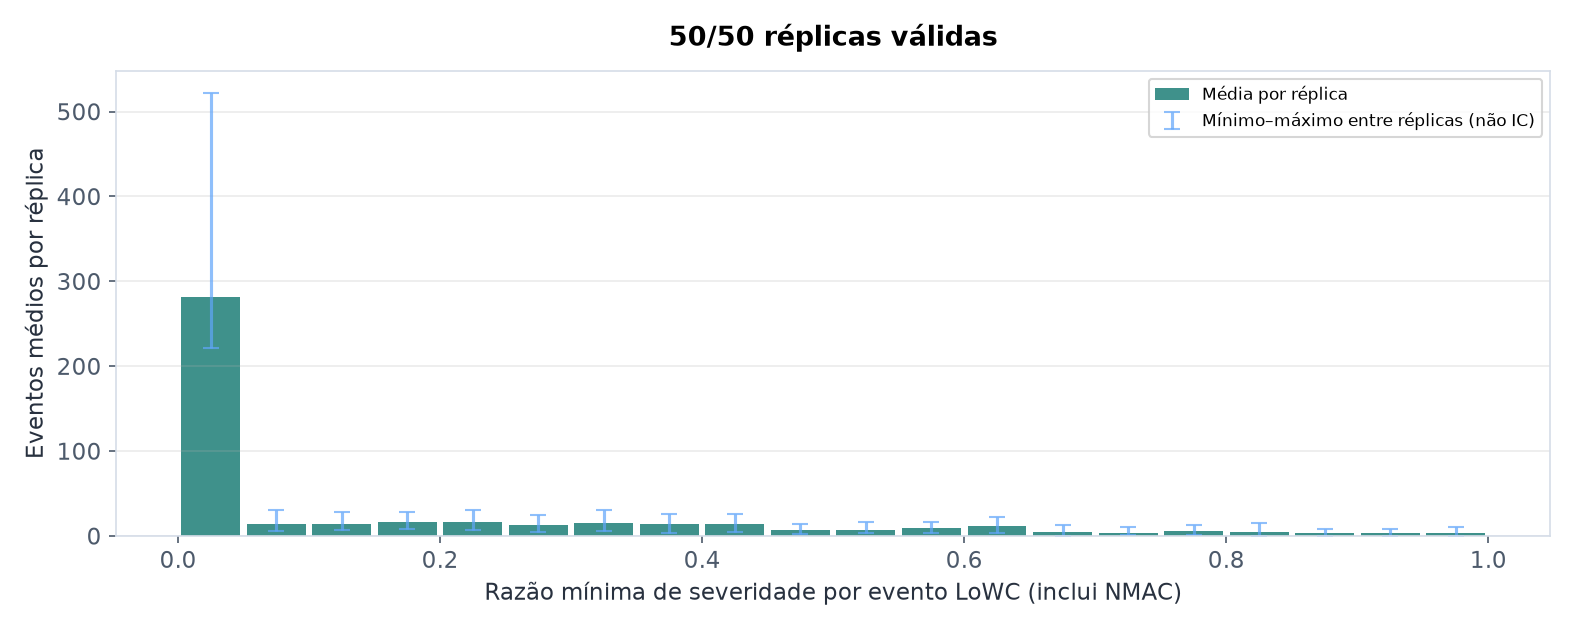 50/50 réplicas válidas
Média por réplica
Mínimo–máximo entre réplicas (não IC)
Eventos médios por réplica
500
400
300
200
100
0
0.0 0.2 0.4 0.6 0.8 1.0
Razão mínima de severidade por evento LoWC (inclui NMAC)